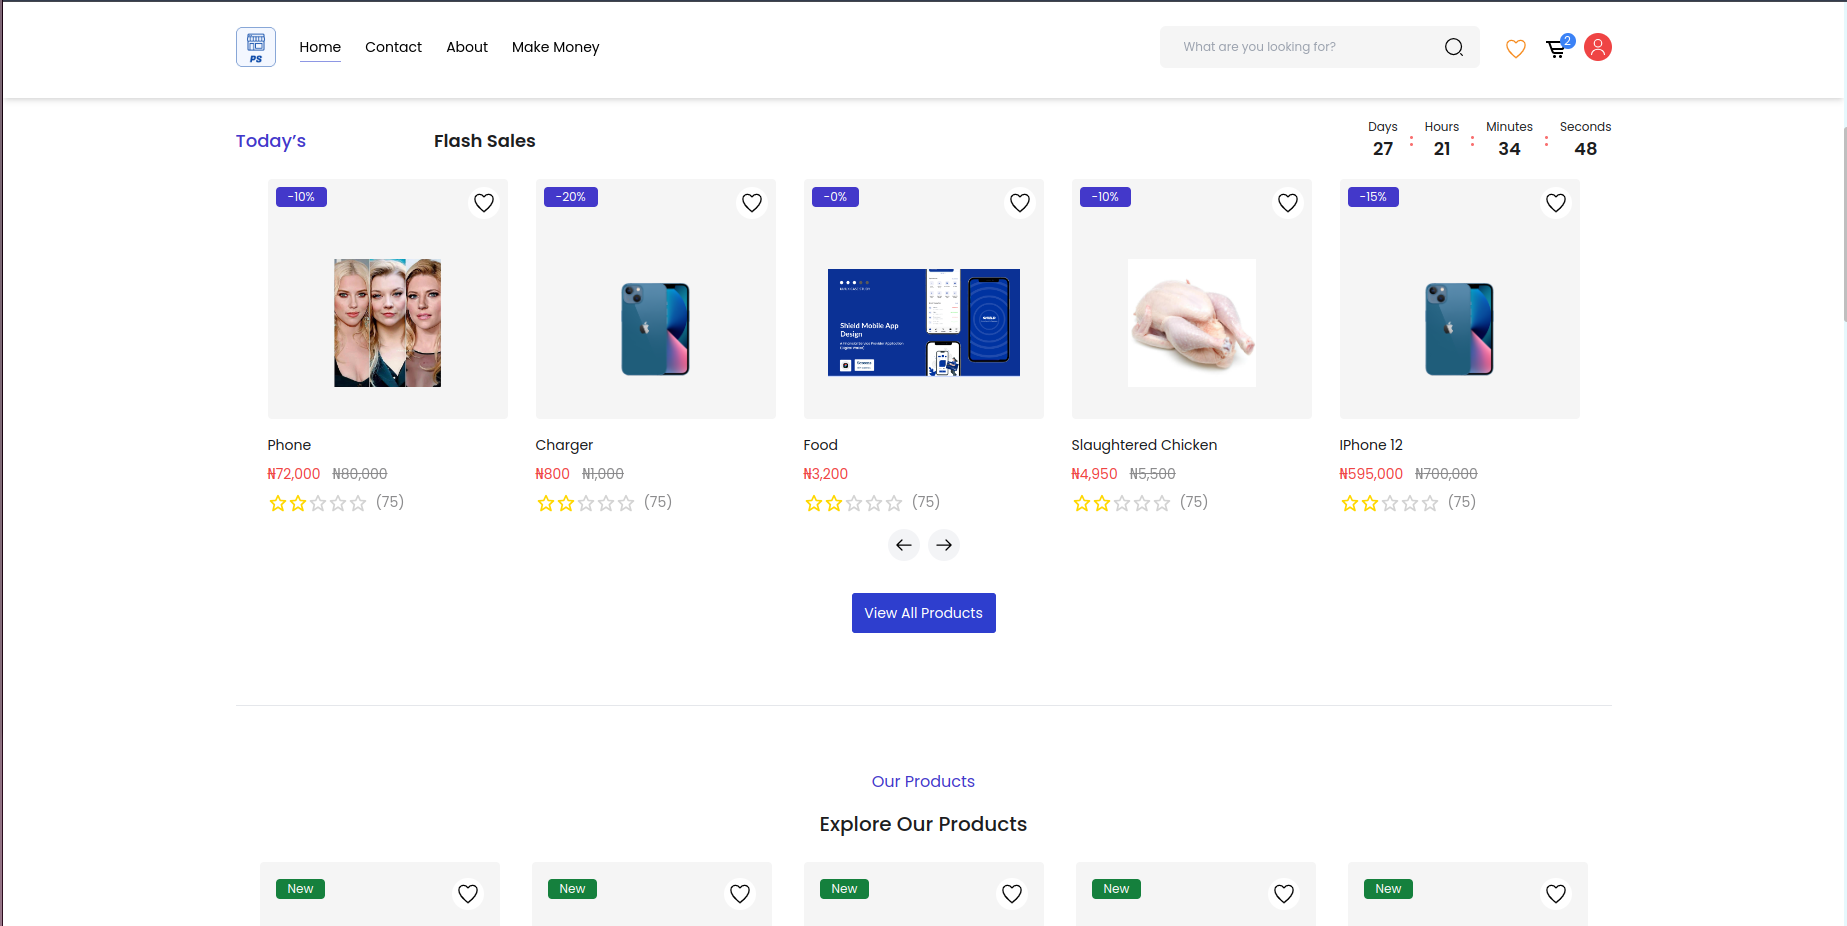 PS
Home Contact About Make Money
What are you looking for?
2
Today's Flash Sales
Days Hours Minutes Seconds
27 : 21 : 34 : 48
-10% -20% -0% -10% -15%
Shield Mobile App
Design
SHIELD
Phone Charger Food Slaughtered Chicken IPhone 12
₦72,000 ₦80,000 ₦800 ₦1,000 ₦3,200 ₦4,950 ₦5,500 ₦595,000 ₦700,000
(75) (75) (75) (75) (75)
View All Products
Our Products
Explore Our Products
New New New New New